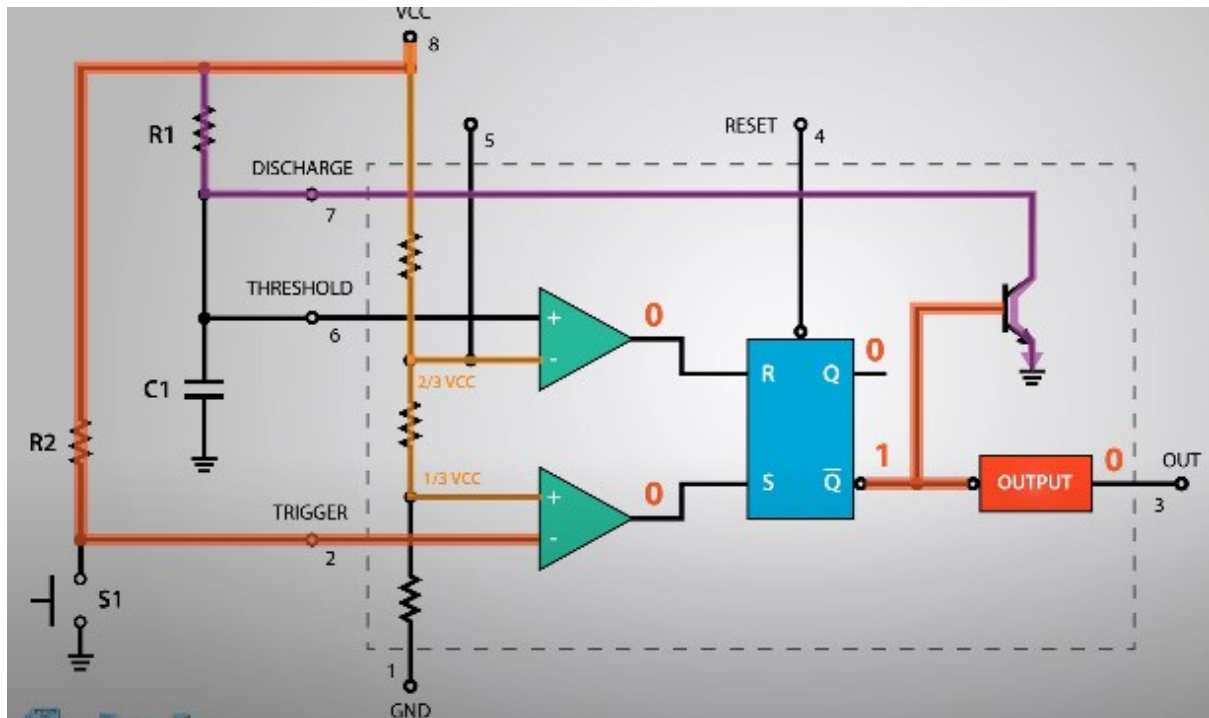 VCC
8
R1
5
RESET
4
DISCHARGE
7
THRESHOLD
6
+
-
0
0
2/3 VCC
R
Q
C1
R2
1/3 VCC
+
-
0
1
S
Q
OUTPUT
0
OUT
3
TRIGGER
2
S1
1
GND